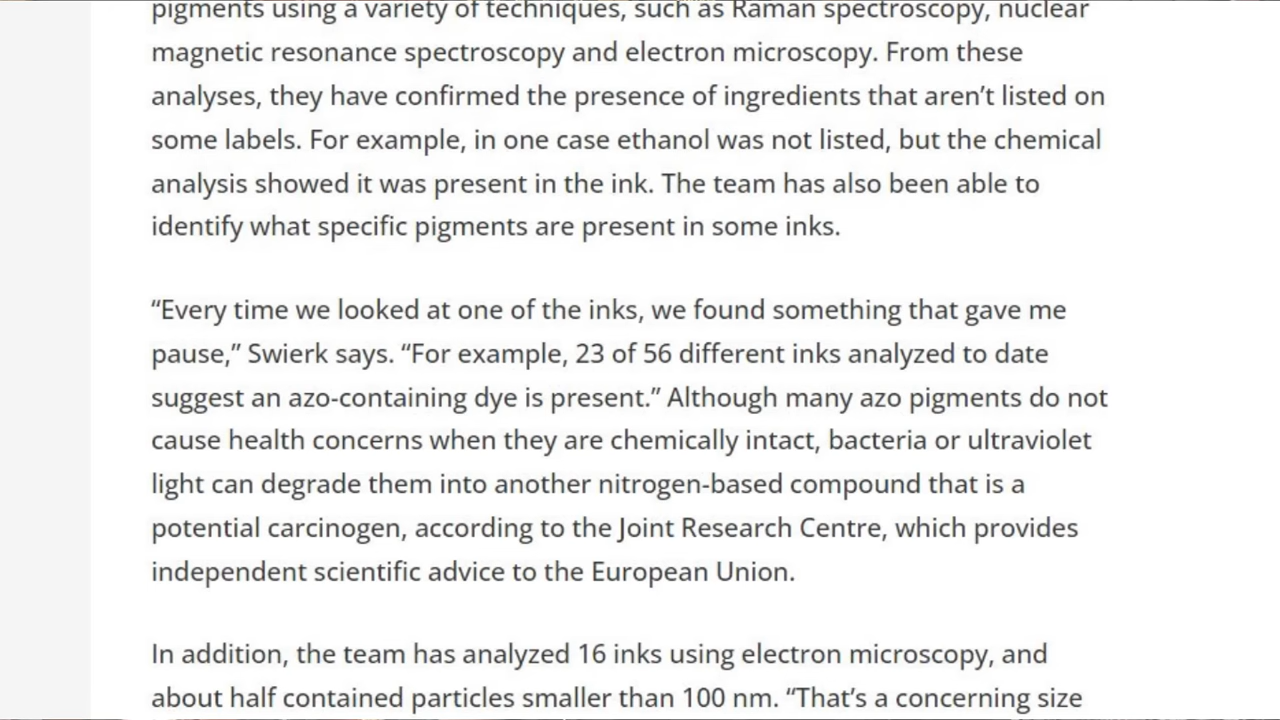 pigments using a variety of techniques, such as Raman spectroscopy, nuclear
magnetic resonance spectroscopy and electron microscopy. From these
analyses, they have confirmed the presence of ingredients that aren’t listed on
some labels. For example, in one case ethanol was not listed, but the chemical
analysis showed it was present in the ink. The team has also been able to
identify what specific pigments are present in some inks.
“Every time we looked at one of the inks, we found something that gave me
pause,” Swierk says. “For example, 23 of 56 different inks analyzed to date
suggest an azo-containing dye is present.” Although many azo pigments do not
cause health concerns when they are chemically intact, bacteria or ultraviolet
light can degrade them into another nitrogen-based compound that is a
potential carcinogen, according to the Joint Research Centre, which provides
independent scientific advice to the European Union.
In addition, the team has analyzed 16 inks using electron microscopy, and
about half contained particles smaller than 100 nm. “That’s a concerning size